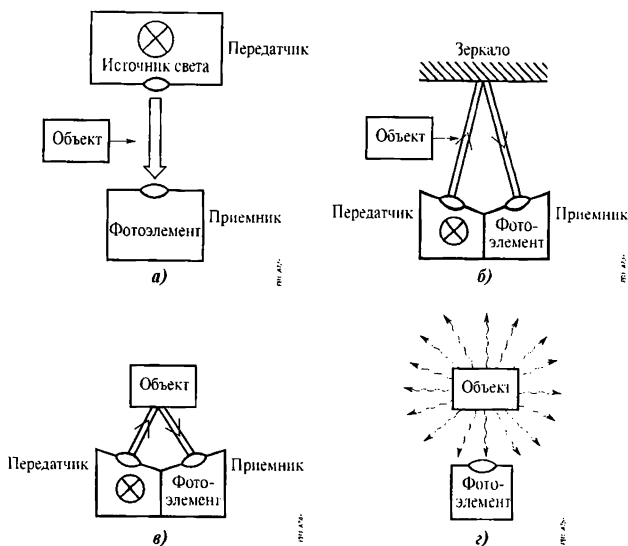 Передатчик
Источник света
Объект
Фотоэлемент
Приемник
а)
Зеркало
Объект
Передатчик
Фото-
элемент
Приемник
б)
Объект
Передатчик
Фото-
элемент
Приемник
в)
Объект
Фото-
элемент
г)